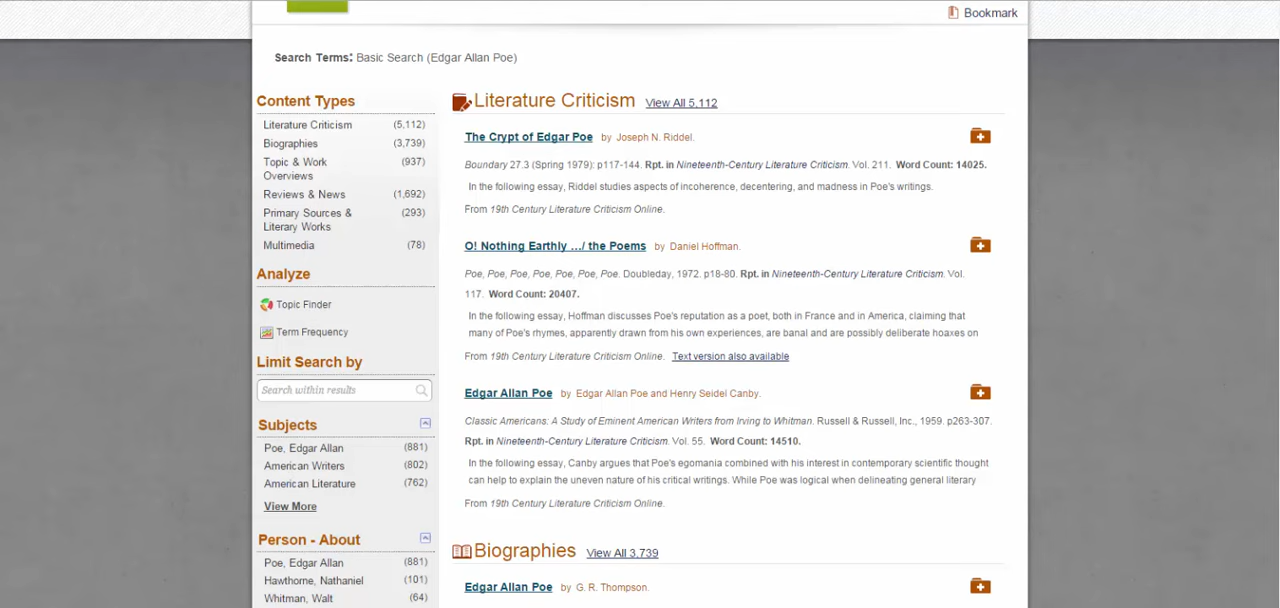 Bookmark
Search Terms: Basic Search (Edgar Allan Poe)
Content Types
Literature Criticism (5,112)
Biographies (3,739)
Topic & Work (937)
Overviews
Reviews & News (1,692)
Primary Sources & (293)
Literary Works
Multimedia (78)
Analyze
Topic Finder
Term Frequency
Limit Search by
Search within results
Subjects
Poe, Edgar Allan (881)
American Writers (802)
American Literature (762)
View More
Person - About
Poe, Edgar Allan (881)
Hawthorne, Nathaniel (101)
Whitman, Walt (64)
Literature Criticism View All 5,112
The Crypt of Edgar Poe by Joseph N. Riddel.
Boundary 27.3 (Spring 1979): p117-144. Rpt. in Nineteenth-Century Literature Criticism. Vol. 211. Word Count: 14025.
In the following essay, Riddel studies aspects of incoherence, decentering, and madness in Poe's writings.
From 19th Century Literature Criticism Online.
O! Nothing Earthly .../ the Poems by Daniel Hoffman.
Poe, Poe, Poe, Poe, Poe, Poe, Poe. Doubleday, 1972. p18-80. Rpt. in Nineteenth-Century Literature Criticism. Vol.
117. Word Count: 20407.
In the following essay, Hoffman discusses Poe's reputation as a poet, both in France and in America, claiming that
many of Poe's rhymes, apparently drawn from his own experiences, are banal and are possibly deliberate hoaxes on
From 19th Century Literature Criticism Online. Text version also available
Edgar Allan Poe by Edgar Allan Poe and Henry Seidel Canby.
Classic Americans: A Study of Eminent American Writers from Irving to Whitman. Russell & Russell, Inc., 1959. p263-307.
Rpt. in Nineteenth-Century Literature Criticism. Vol. 55. Word Count: 14510.
In the following essay, Canby argues that Poe's egomania combined with his interest in contemporary scientific thought
can help to explain the uneven nature of his critical writings. While Poe was logical when delineating general literary
From 19th Century Literature Criticism Online.
Biographies View All 3,739
Edgar Allan Poe by G. R. Thompson.